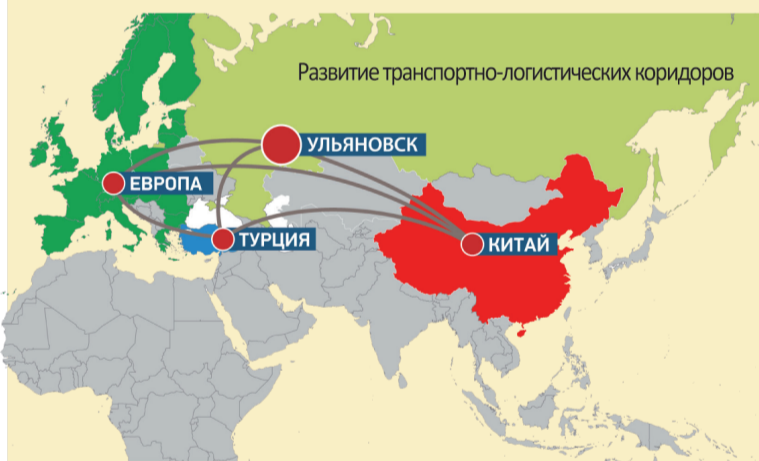 Развитие транспортно-логистических коридоров
УЛЬЯНОВСК
ЕВРОПА
ТУРЦИЯ
КИТАЙ